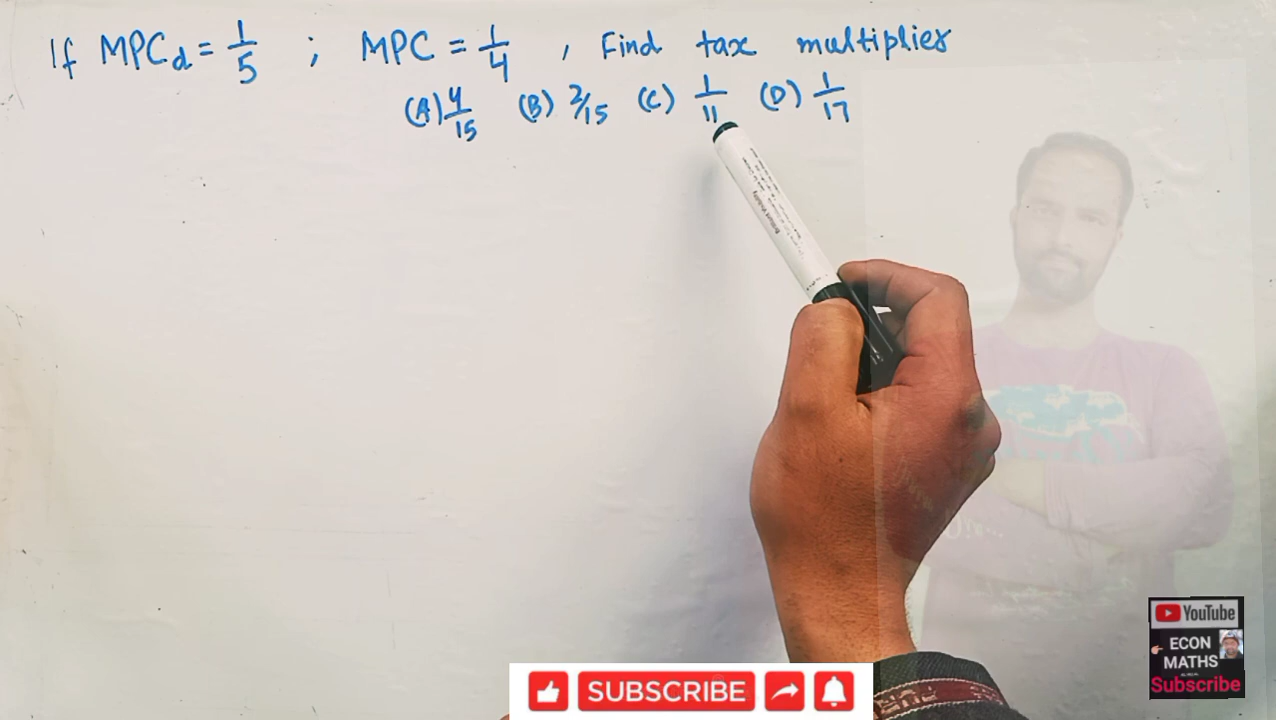 If MPCd = 1/5 ; MPC = 1/4 , Find tax multiplier
(A) 4/15 (B) 2/15 (C) 1/11 (D) 1/17
YouTube
ECON
MATHS
Subscribe
SUBSCRIBE